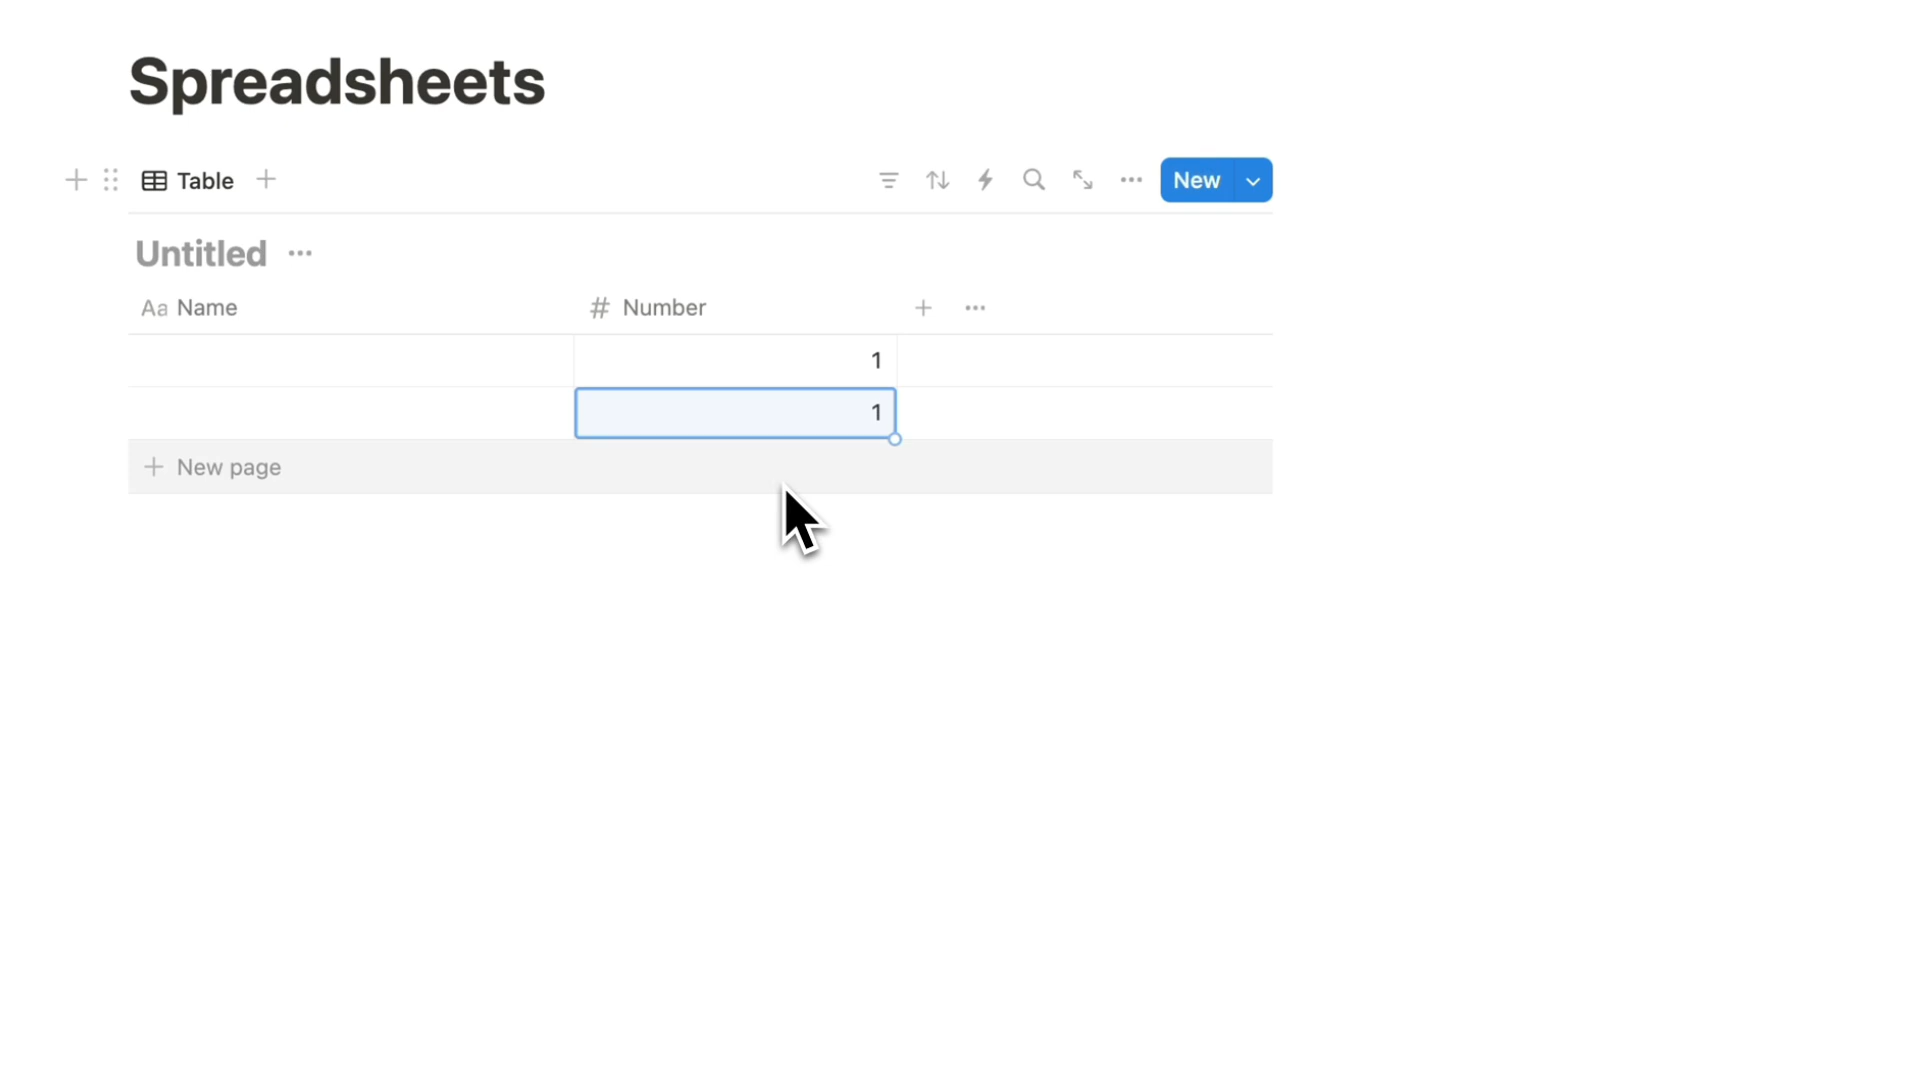 Spreadsheets
Table
New
Untitled
Aa Name # Number
1
1
New page